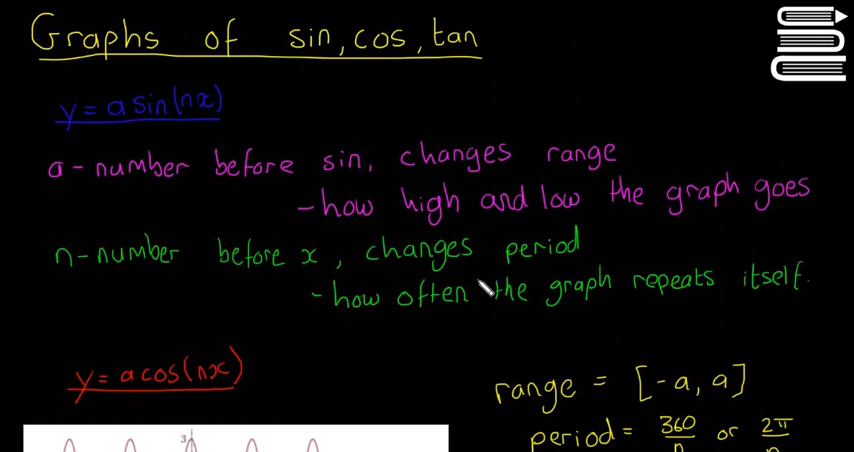 Graphs of sin, cos, tan
y = a sin(nx)
a - number before sin, changes range
- how high and low the graph goes
n - number before x, changes period
- how often the graph repeats itself.
y = a cos(nx)
range = [-a, a]
period = 360/n or 2π/n
3